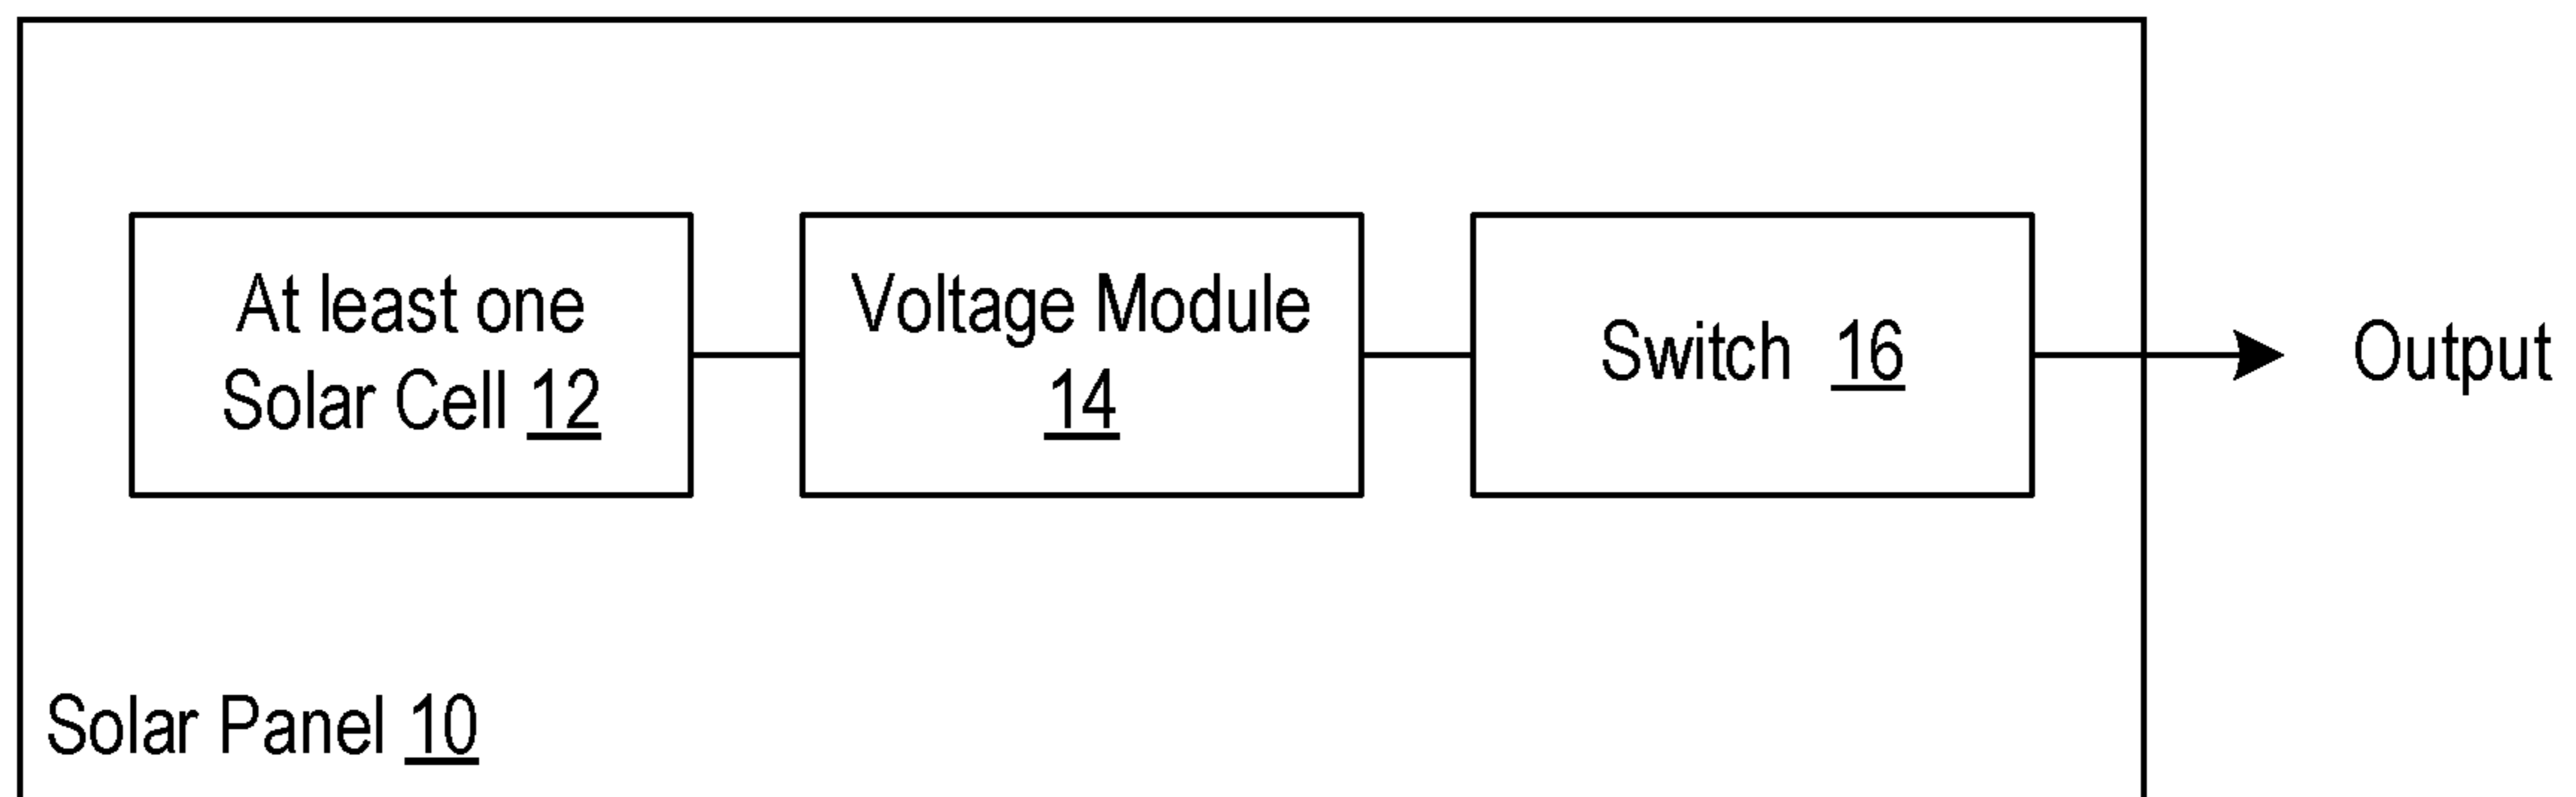 At least one
Solar Cell 12
Voltage Module
14
Switch 16
Output
Solar Panel 10